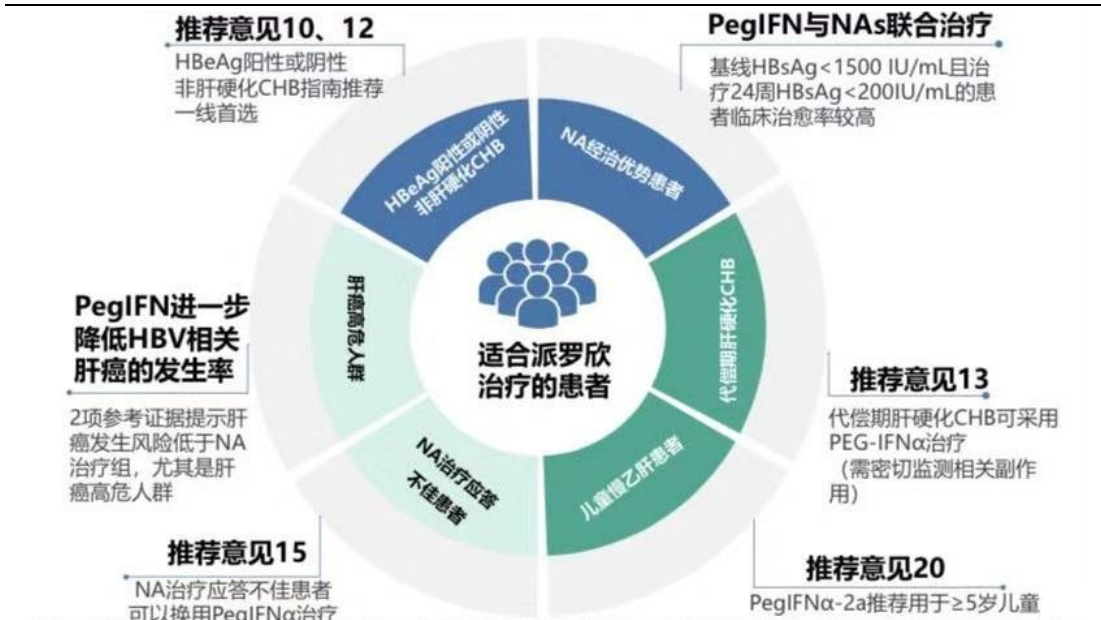 推荐意见10、12
HBeAg阳性或阴性
非肝硬化CHB指南推荐
一线首选
PegIFN与NAs联合治疗
基线HBsAg<1500 IU/mL且治
疗24周HBsAg<200IU/mL的患
者临床治愈率较高
HBeAg阳性或阴性
非肝硬化CHB
NA经治优势患者
代偿期肝硬化CHB
儿童慢乙肝患者
NA治疗应答
不佳患者
肝癌高危人群
适合派罗欣
治疗的患者
PegIFN进一步
降低HBV相关
肝癌的发生率
2项参考证据提示肝
癌发生风险低于NA
治疗组，尤其是肝
癌高危人群
推荐意见13
代偿期肝硬化CHB可采用
PEG-IFNα治疗
（需密切监测相关副作
用）
推荐意见15
NA治疗应答不佳患者
可以换用PegIFNα治疗
推荐意见20
PegIFNα-2a推荐用于≥5岁儿童